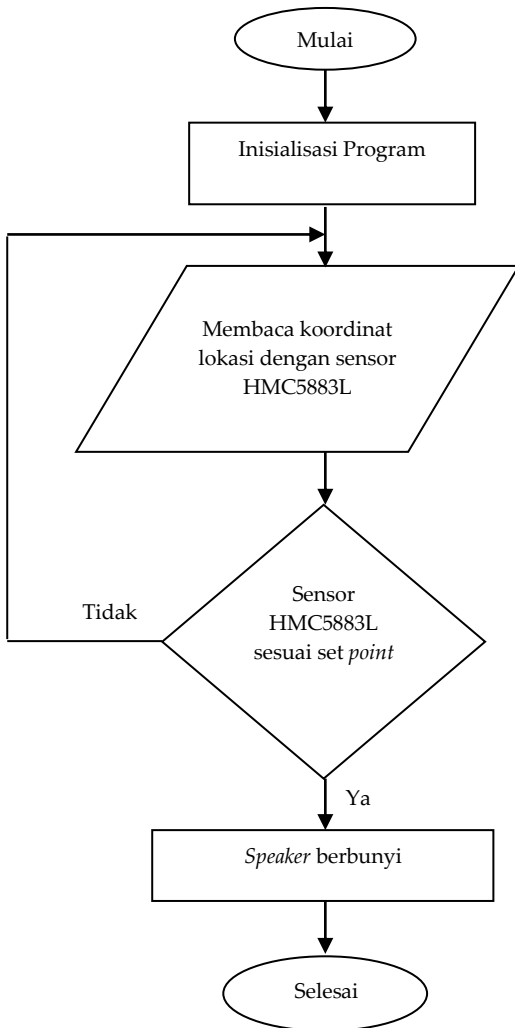 Mulai
Inisialisasi Program
Membaca koordinat
lokasi dengan sensor
HMC5883L
Sensor
HMC5883L
sesuai set point
Tidak
Ya
Speaker berbunyi
Selesai